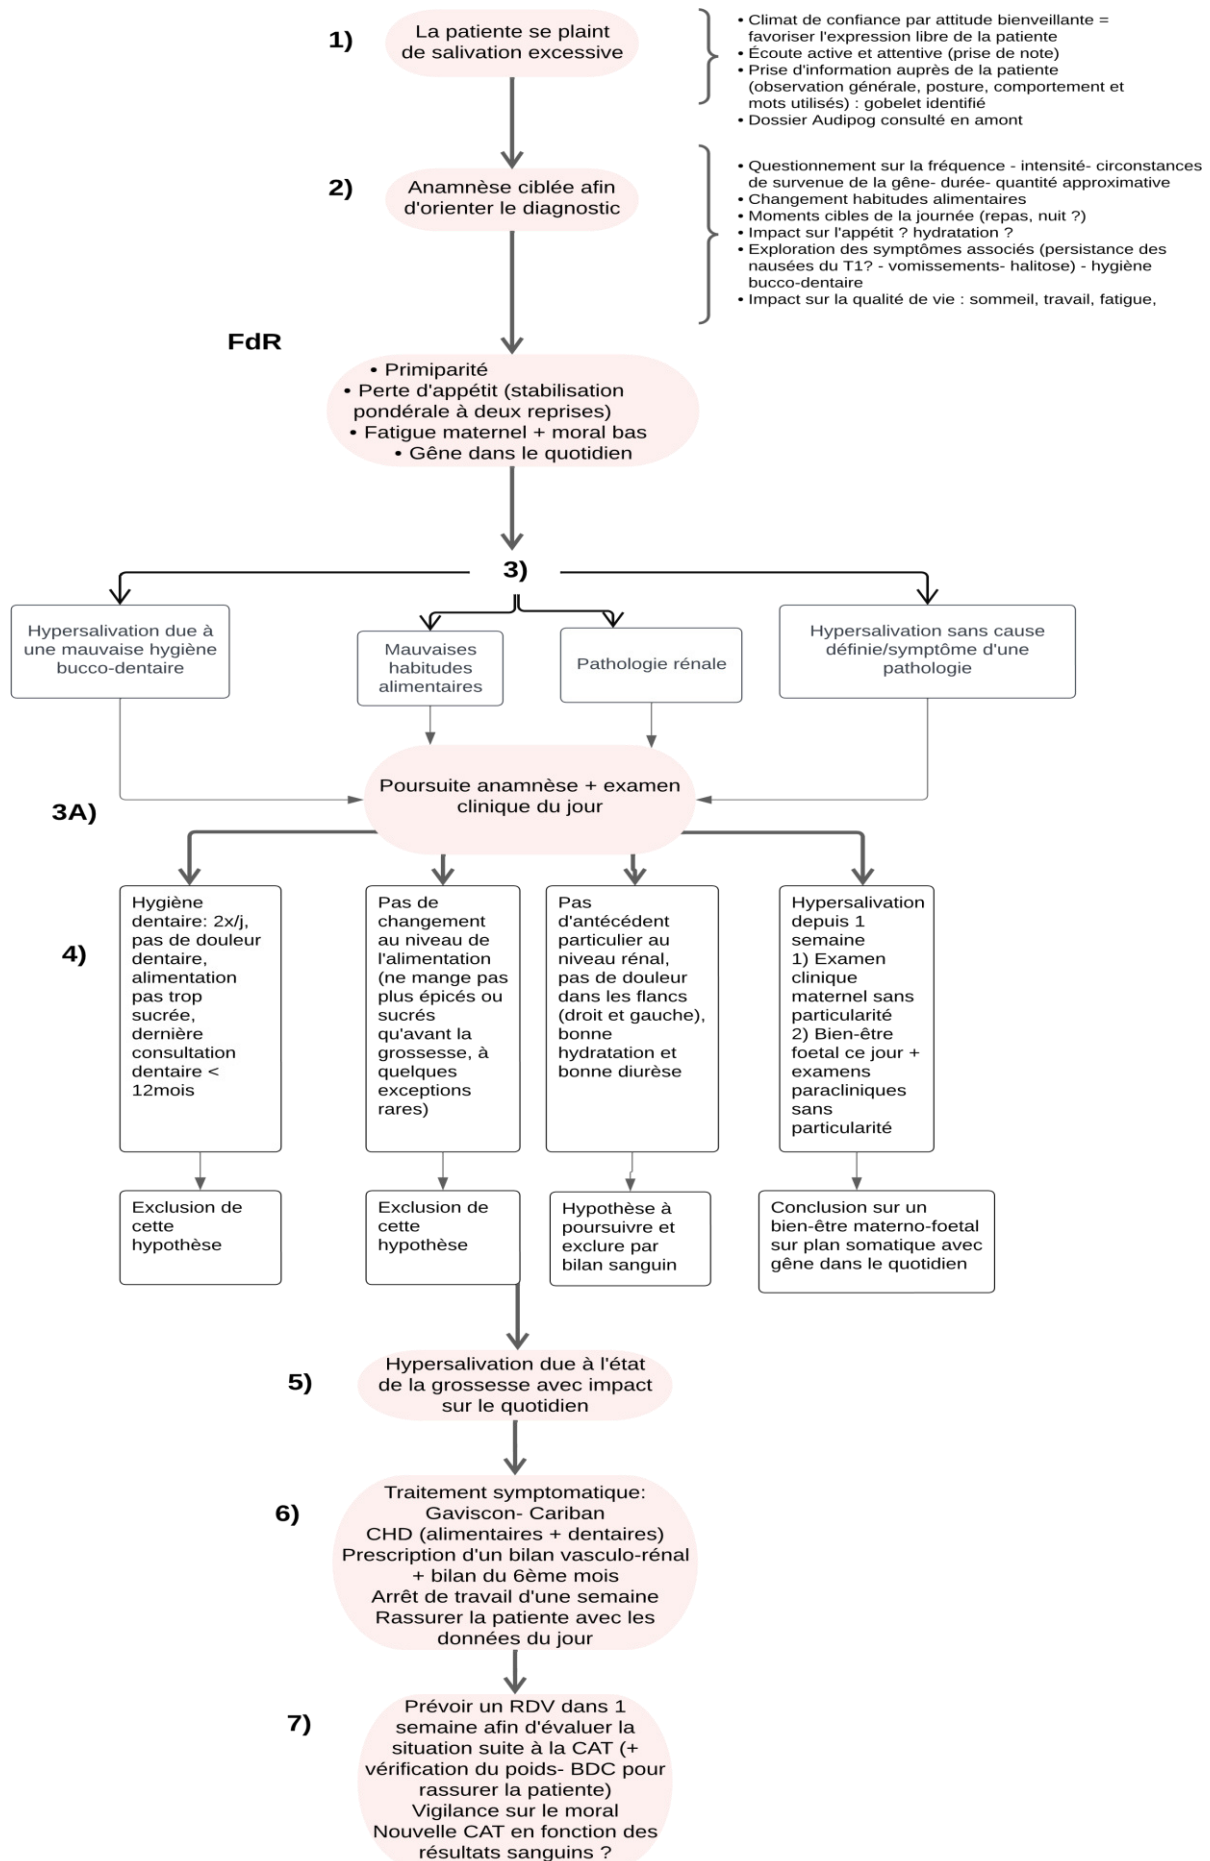 1)
La patiente se plaint
de salivation excessive
• Climat de confiance par attitude bienveillante =
favoriser l'expression libre de la patiente
• Écoute active et attentive (prise de note)
• Prise d'information auprès de la patiente
(observation générale, posture, comportement et
mots utilisés) : gobelet identifié
• Dossier Audipog consulté en amont
2)
Anamnèse ciblée afin
d'orienter le diagnostic
• Questionnement sur la fréquence - intensité- circonstances
de survenue de la gêne- durée- quantité approximative
• Changement habitudes alimentaires
• Moments cibles de la journée (repas, nuit ?)
• Impact sur l'appétit ? hydratation ?
• Exploration des symptômes associés (persistance des
nausées du T1? - vomissements- halitose) - hygiène
bucco-dentaire
• Impact sur la qualité de vie : sommeil, travail, fatigue,
FdR
• Primiparité
• Perte d'appétit (stabilisation
pondérale à deux reprises)
• Fatigue maternel + moral bas
• Gêne dans le quotidien
3)
Hypersalivation due à
une mauvaise hygiène
bucco-dentaire
Mauvaises
habitudes
alimentaires
Pathologie rénale
Hypersalivation sans cause
définie/symptôme d'une
pathologie
Poursuite anamnèse + examen
clinique du jour
3A)
4)
Hygiène
dentaire: 2x/j,
pas de douleur
dentaire,
alimentation
pas trop
sucrée,
dernière
consultation
dentaire <
12mois
Pas de
changement
au niveau de
l'alimentation
(ne mange pas
plus épicés ou
sucrés
qu'avant la
grossesse, à
quelques
exceptions
rares)
Pas
d'antécédent
particulier au
niveau rénal,
pas de douleur
dans les flancs
(droit et gauche),
bonne
hydratation et
bonne diurèse
Hypersalivation
depuis 1
semaine
1) Examen
clinique
maternel sans
particularité
2) Bien-être
foetal ce jour +
examens
paracliniques
sans
particularité
Exclusion de
cette
hypothèse
Exclusion de
cette
hypothèse
Hypothèse à
poursuivre et
exclure par
bilan sanguin
Conclusion sur un
bien-être materno-foetal
sur plan somatique avec
gêne dans le quotidien
5)
Hypersalivation due à l'état
de la grossesse avec impact
sur le quotidien
6)
Traitement symptomatique:
Gaviscon- Cariban
CHD (alimentaires + dentaires)
Prescription d'un bilan vasculo-rénal
+ bilan du 6ème mois
Arrêt de travail d'une semaine
Rassurer la patiente avec les
données du jour
7)
Prévoir un RDV dans 1
semaine afin d'évaluer la
situation suite à la CAT (+
vérification du poids- BDC pour
rassurer la patiente)
Vigilance sur le moral
Nouvelle CAT en fonction des
résultats sanguins ?